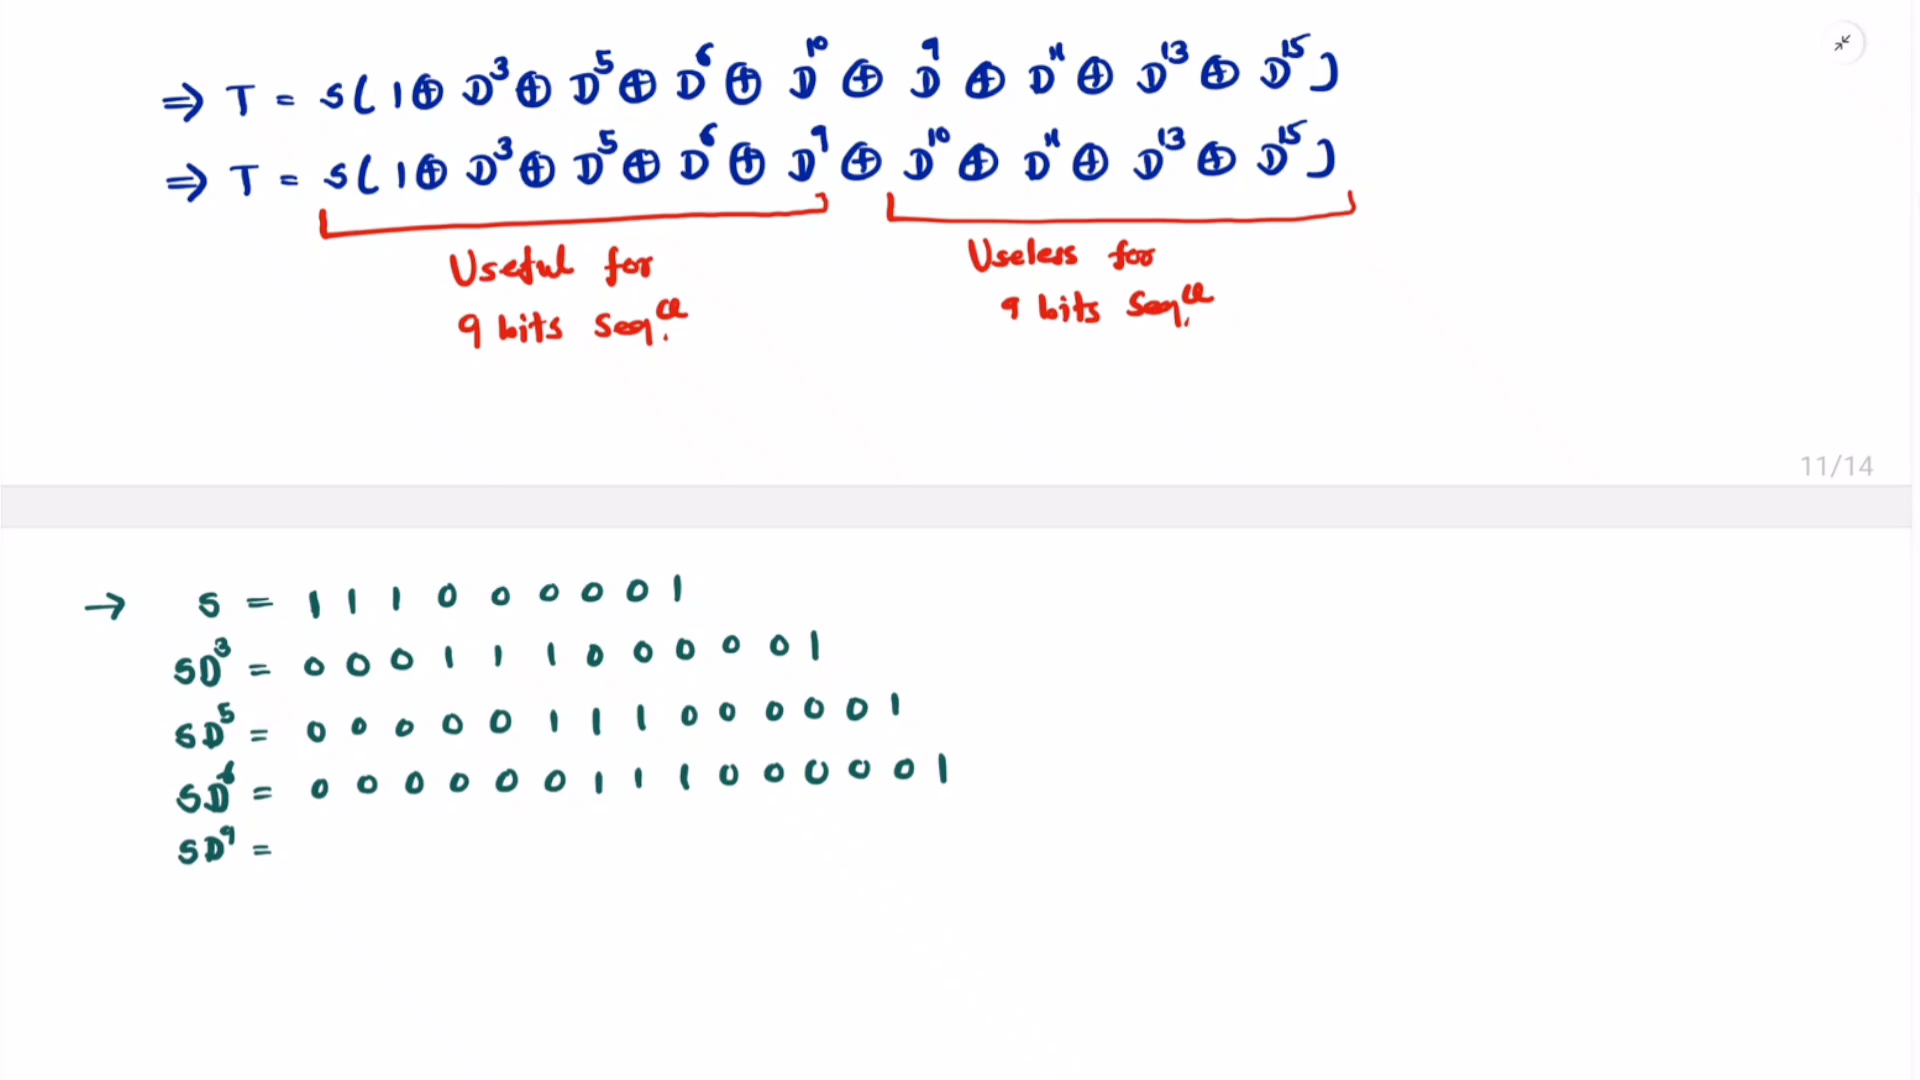 ⇒ T = S[ 1⊕ D³⊕ D⁵⊕ D⁶⊕ D¹⁰ ⊕ D⁹ ⊕ D¹¹ ⊕ D¹³ ⊕ D¹⁵ ]
⇒ T = S[ 1⊕ D³⊕ D⁵⊕ D⁶⊕ D⁹ ⊕ D¹⁰ ⊕ D¹¹ ⊕ D¹³ ⊕ D¹⁵ ]
Useful for Useless for
9 bits Seq.ce 9 bits Seq.ce
11/14
→ S = 1 1 1 0 0 0 0 0 1
SD³ = 0 0 0 1 1 1 0 0 0 0 0 1
SD⁵ = 0 0 0 0 0 1 1 1 0 0 0 0 0 1
SD⁶ = 0 0 0 0 0 0 1 1 1 0 0 0 0 0 1
SD⁹ =